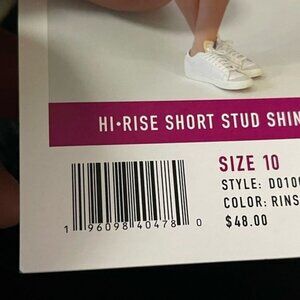 HI•RISE SHORT STUD SHIN
SIZE 10
STYLE: D010
COLOR: RINS
$48.00
1 96098 40478 0